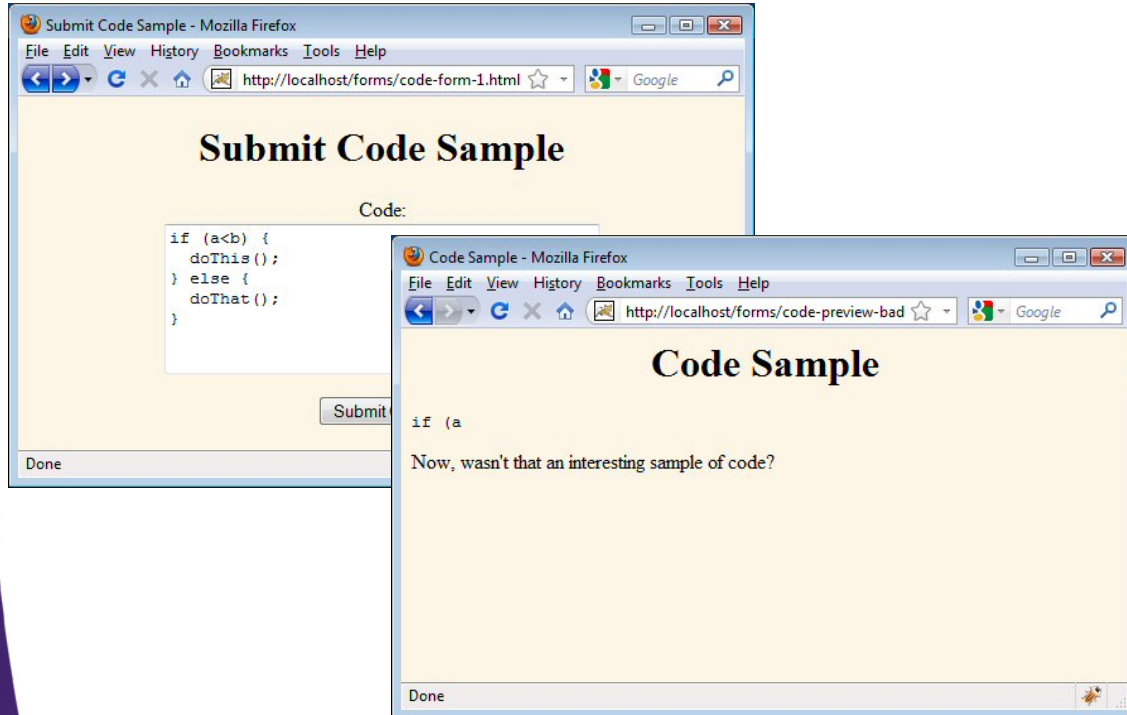 Submit Code Sample - Mozilla Firefox
File Edit View History Bookmarks Tools Help
http://localhost/forms/code-form-1.html
Google
Submit Code Sample
Code:
if (a<b) {
doThis();
} else {
doThat();
}
Submit
Done
Code Sample - Mozilla Firefox
File Edit View History Bookmarks Tools Help
http://localhost/forms/code-preview-bad
Google
Code Sample
if (a
Now, wasn't that an interesting sample of code?
Done